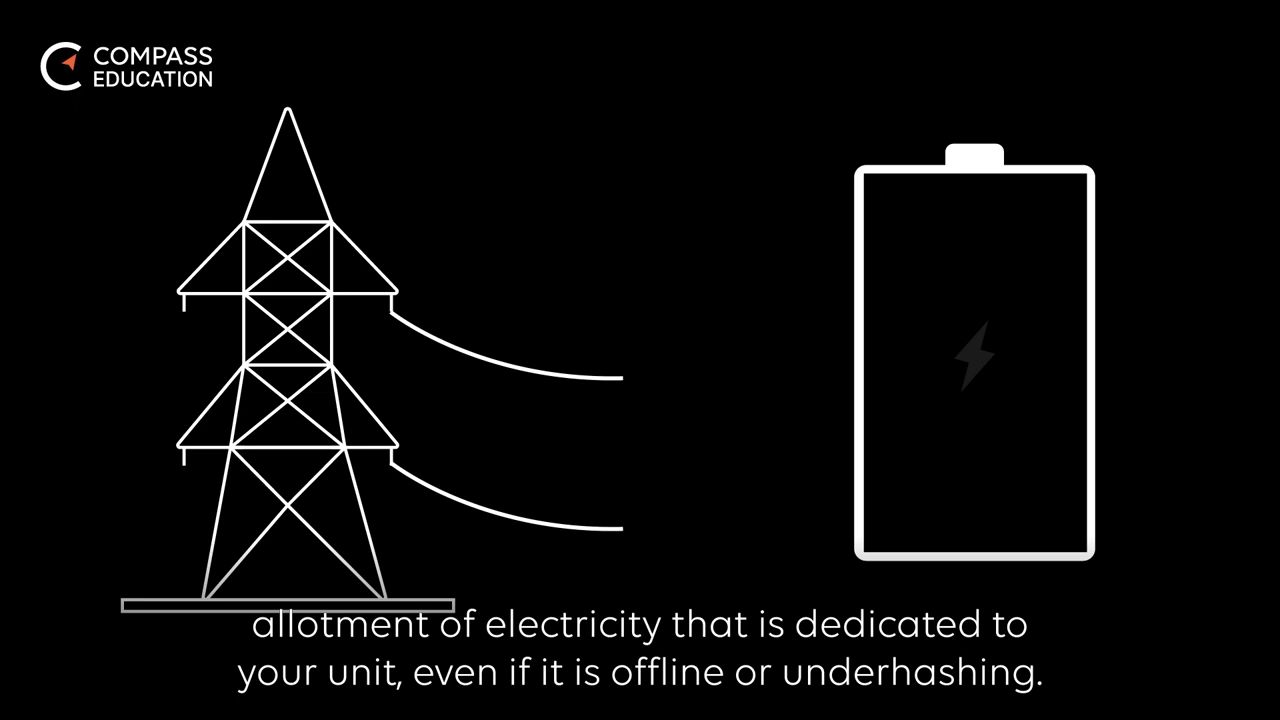 COMPASS
EDUCATION
allotment of electricity that is dedicated to
your unit, even if it is offline or underhashing.